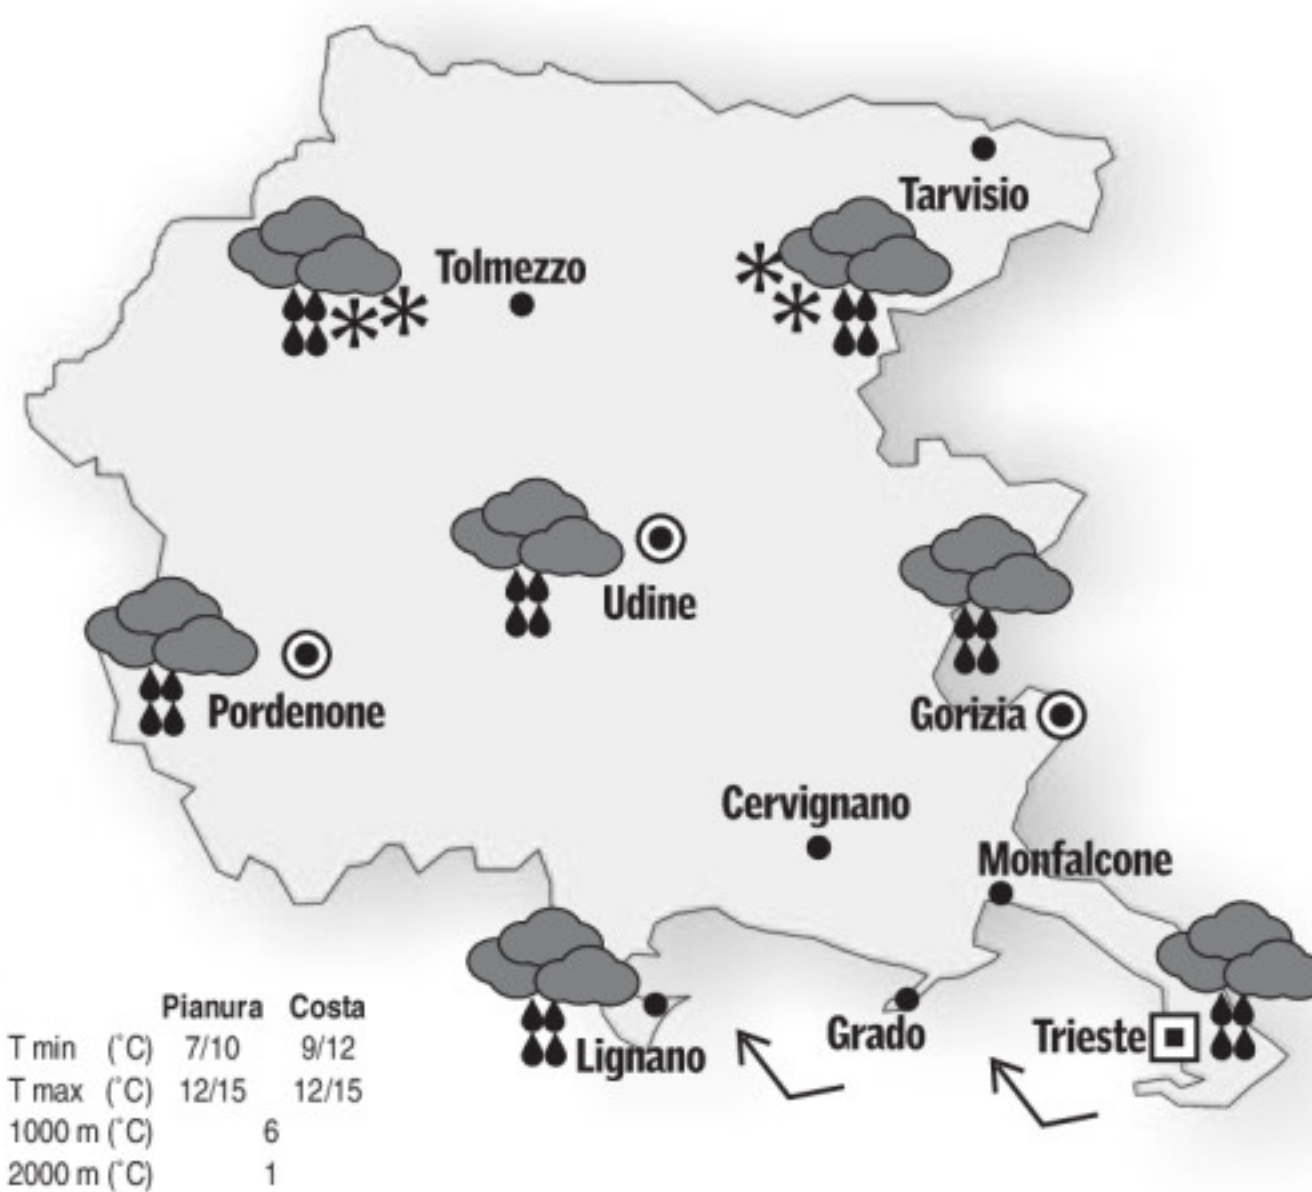 Tarvisio
Tolmezzo
Udine
Pordenone
Gorizia
Cervignano
Monfalcone
Grado
Trieste
Lignano
Pianura Costa
T min (°C) 7/10 9/12
T max (°C) 12/15 12/15
1000 m (°C) 6
2000 m (°C) 1